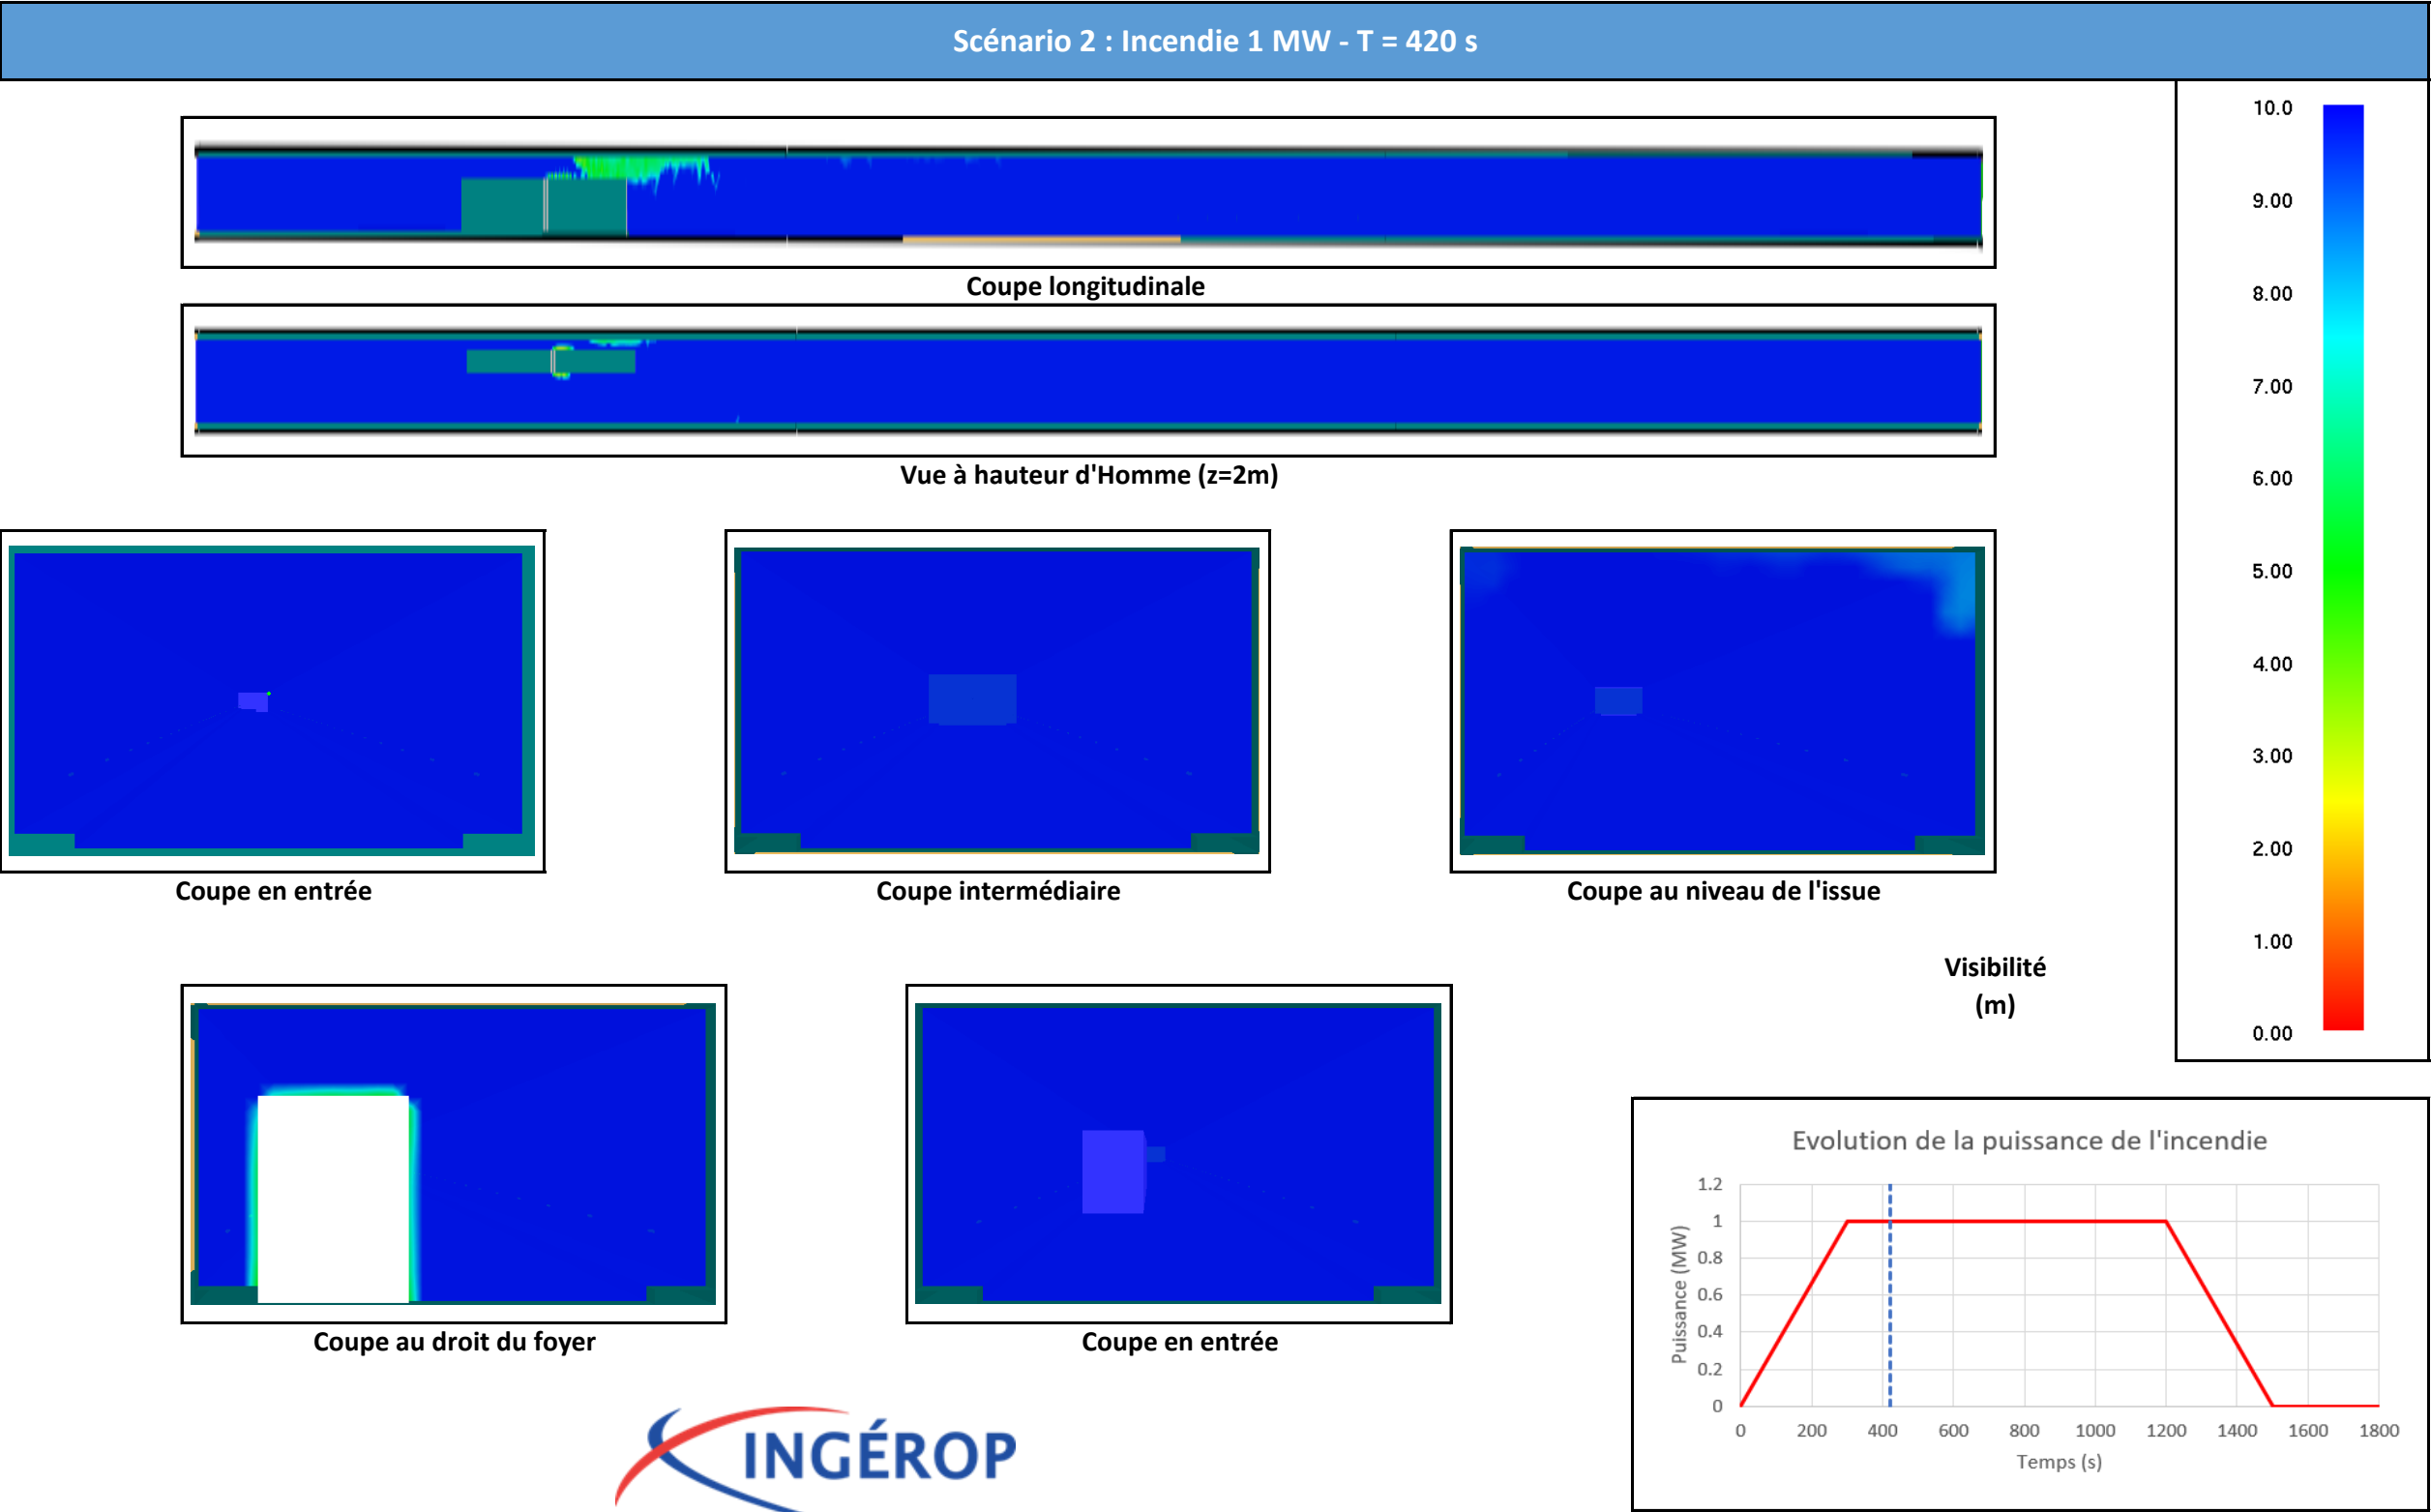 Scénario 2 : Incendie 1 MW - T = 420 s
10.0
9.00
8.00
7.00
6.00
5.00
4.00
3.00
2.00
1.00
0.00
Coupe longitudinale
Vue à hauteur d'Homme (z=2m)
Coupe en entrée
Coupe intermédiaire
Coupe au niveau de l'issue
Visibilité
(m)
Coupe au droit du foyer
Coupe en entrée
Evolution de la puissance de l'incendie
Puissance (MW)
1.2
1
0.8
0.6
0.4
0.2
0
0 200 400 600 800 1000 1200 1400 1600 1800
Temps (s)
INGÉROP